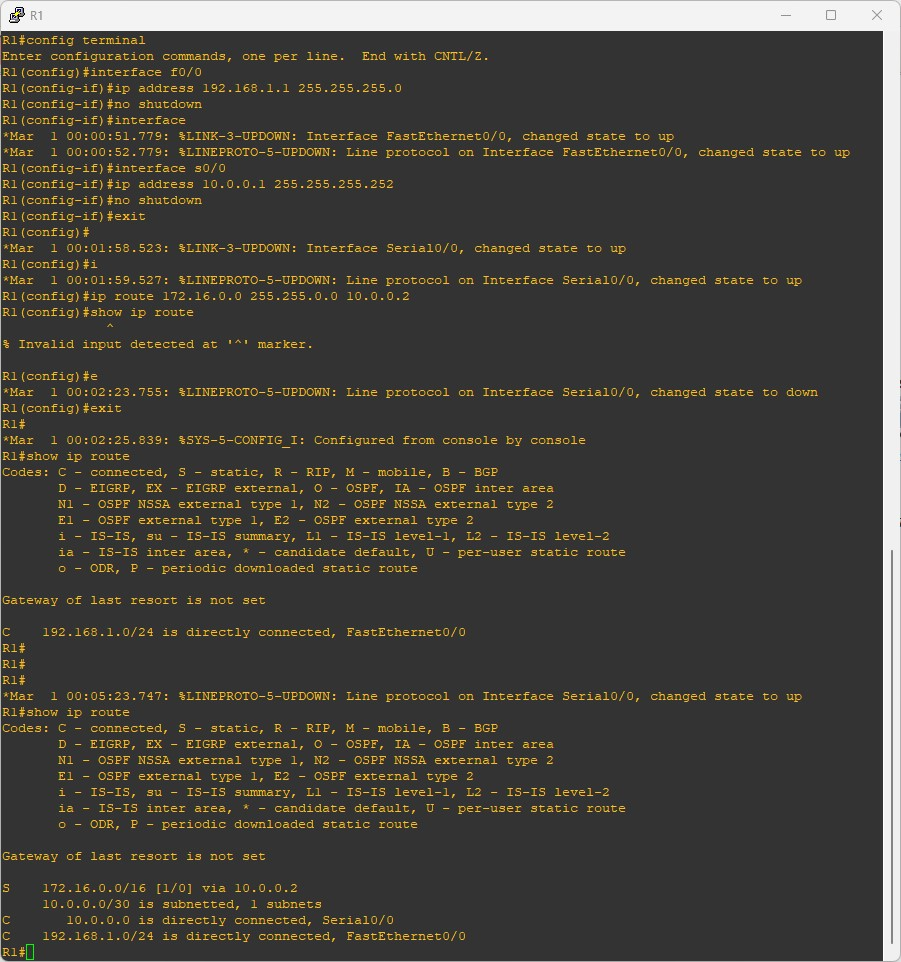 R1
R1#config terminal
Enter configuration commands, one per line.  End with CNTL/Z.
R1(config)#interface f0/0
R1(config-if)#ip address 192.168.1.1 255.255.255.0
R1(config-if)#no shutdown
R1(config-if)#interface
*Mar  1 00:00:51.779: %LINK-3-UPDOWN: Interface FastEthernet0/0, changed state to up
*Mar  1 00:00:52.779: %LINEPROTO-5-UPDOWN: Line protocol on Interface FastEthernet0/0, changed state to up
R1(config-if)#interface s0/0
R1(config-if)#ip address 10.0.0.1 255.255.255.252
R1(config-if)#no shutdown
R1(config-if)#exit
R1(config)#
*Mar  1 00:01:58.523: %LINK-3-UPDOWN: Interface Serial0/0, changed state to up
R1(config)#i
*Mar  1 00:01:59.527: %LINEPROTO-5-UPDOWN: Line protocol on Interface Serial0/0, changed state to up
R1(config)#ip route 172.16.0.0 255.255.0.0 10.0.0.2
R1(config)#show ip route
^
% Invalid input detected at '^' marker.
R1(config)#e
*Mar  1 00:02:23.755: %LINEPROTO-5-UPDOWN: Line protocol on Interface Serial0/0, changed state to down
R1(config)#exit
R1#
*Mar  1 00:02:25.839: %SYS-5-CONFIG_I: Configured from console by console
R1#show ip route
Codes: C - connected, S - static, R - RIP, M - mobile, B - BGP
       D - EIGRP, EX - EIGRP external, O - OSPF, IA - OSPF inter area
       N1 - OSPF NSSA external type 1, N2 - OSPF NSSA external type 2
       E1 - OSPF external type 1, E2 - OSPF external type 2
       i - IS-IS, su - IS-IS summary, L1 - IS-IS level-1, L2 - IS-IS level-2
       ia - IS-IS inter area, * - candidate default, U - per-user static route
       o - ODR, P - periodic downloaded static route
Gateway of last resort is not set
C    192.168.1.0/24 is directly connected, FastEthernet0/0
R1#
R1#
R1#
*Mar  1 00:05:23.747: %LINEPROTO-5-UPDOWN: Line protocol on Interface Serial0/0, changed state to up
R1#show ip route
Codes: C - connected, S - static, R - RIP, M - mobile, B - BGP
       D - EIGRP, EX - EIGRP external, O - OSPF, IA - OSPF inter area
       N1 - OSPF NSSA external type 1, N2 - OSPF NSSA external type 2
       E1 - OSPF external type 1, E2 - OSPF external type 2
       i - IS-IS, su - IS-IS summary, L1 - IS-IS level-1, L2 - IS-IS level-2
       ia - IS-IS inter area, * - candidate default, U - per-user static route
       o - ODR, P - periodic downloaded static route
Gateway of last resort is not set
S    172.16.0.0/16 [1/0] via 10.0.0.2
     10.0.0.0/30 is subnetted, 1 subnets
C       10.0.0.0 is directly connected, Serial0/0
C    192.168.1.0/24 is directly connected, FastEthernet0/0
R1#